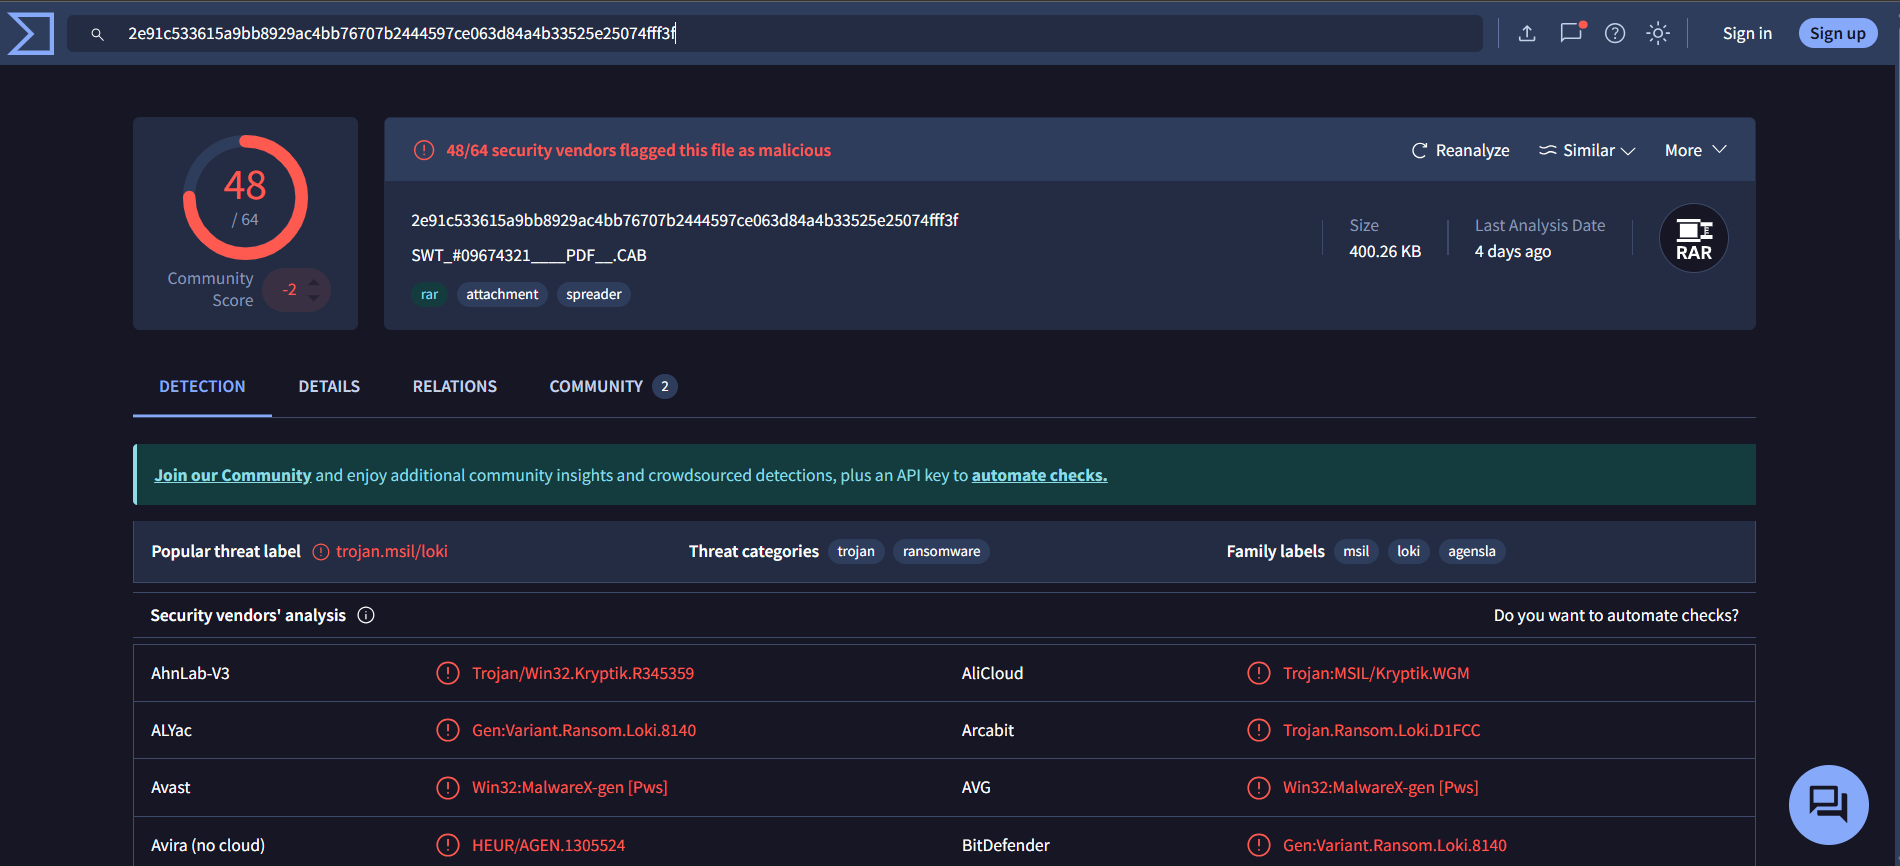 2e91c533615a9bb8929ac4bb76707b2444597ce063d84a4b33525e25074fff3f
Sign in
Sign up
48
/ 64
Community
Score
-2
48/64 security vendors flagged this file as malicious
Reanalyze
Similar
More
2e91c533615a9bb8929ac4bb76707b2444597ce063d84a4b33525e25074fff3f
SWT_#09674321____PDF__.CAB
rar
attachment
spreader
Size
400.26 KB
Last Analysis Date
4 days ago
RAR
DETECTION
DETAILS
RELATIONS
COMMUNITY
2
Join our Community and enjoy additional community insights and crowdsourced detections, plus an API key to automate checks.
Popular threat label
trojan.msil/loki
Threat categories
trojan
ransomware
Family labels
msil
loki
agensla
Security vendors' analysis
Do you want to automate checks?
AhnLab-V3
Trojan/Win32.Kryptik.R345359
AliCloud
Trojan:MSIL/Kryptik.WGM
ALYac
Gen:Variant.Ransom.Loki.8140
Arcabit
Trojan.Ransom.Loki.D1FCC
Avast
Win32:MalwareX-gen [Pws]
AVG
Win32:MalwareX-gen [Pws]
Avira (no cloud)
HEUR/AGEN.1305524
BitDefender
Gen:Variant.Ransom.Loki.8140